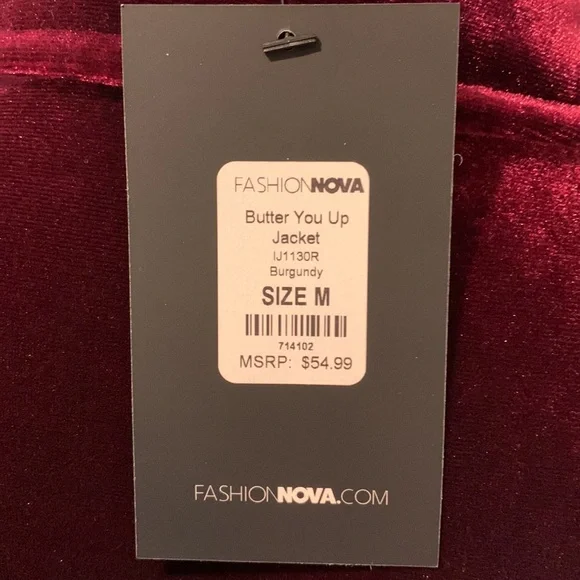 FASHIONNOVA
Butter You Up
Jacket
IJ1130R
Burgundy
SIZE M
714102
MSRP: $54.99
FASHIONNOVA.COM